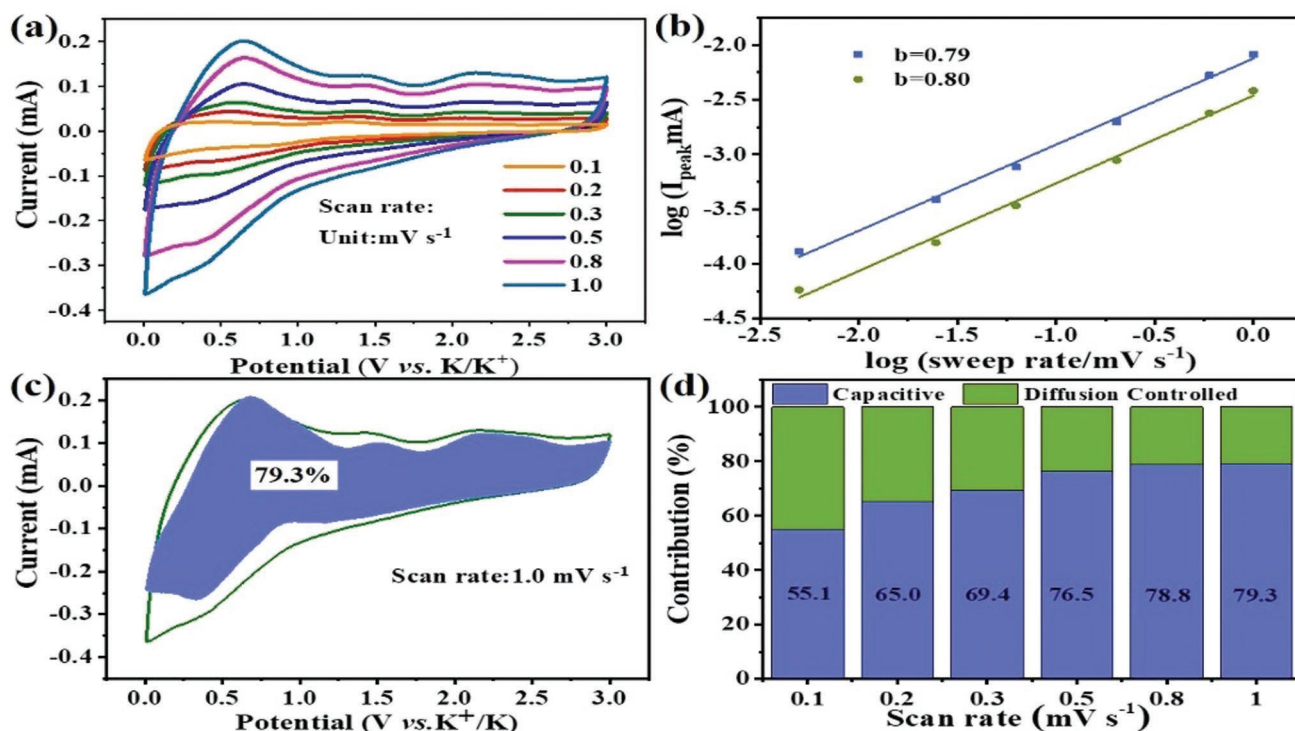 (a)
0.2
0.1
0.0
-0.1
-0.2
-0.3
-0.4
Current (mA)
Scan rate:
Unit:mV s⁻¹
0.1
0.2
0.3
0.5
0.8
1.0
0.0 0.5 1.0 1.5 2.0 2.5 3.0
Potential (V vs. K/K⁺)
(b)
-2.0
-2.5
-3.0
-3.5
-4.0
-4.5
log (I_peak mA)
b=0.79
b=0.80
-2.5 -2.0 -1.5 -1.0 -0.5 0.0
log (sweep rate/mV s⁻¹)
(c)
0.2
0.1
0.0
-0.1
-0.2
-0.3
-0.4
Current (mA)
79.3%
Scan rate:1.0 mV s⁻¹
0.0 0.5 1.0 1.5 2.0 2.5 3.0
Potential (V vs.K⁺/K)
(d)
Capacitive Diffusion Controlled
100
80
60
40
20
0
Contribution (%)
55.1 65.0 69.4 76.5 78.8 79.3
0.1 0.2 0.3 0.5 0.8 1
Scan rate (mV s⁻¹)